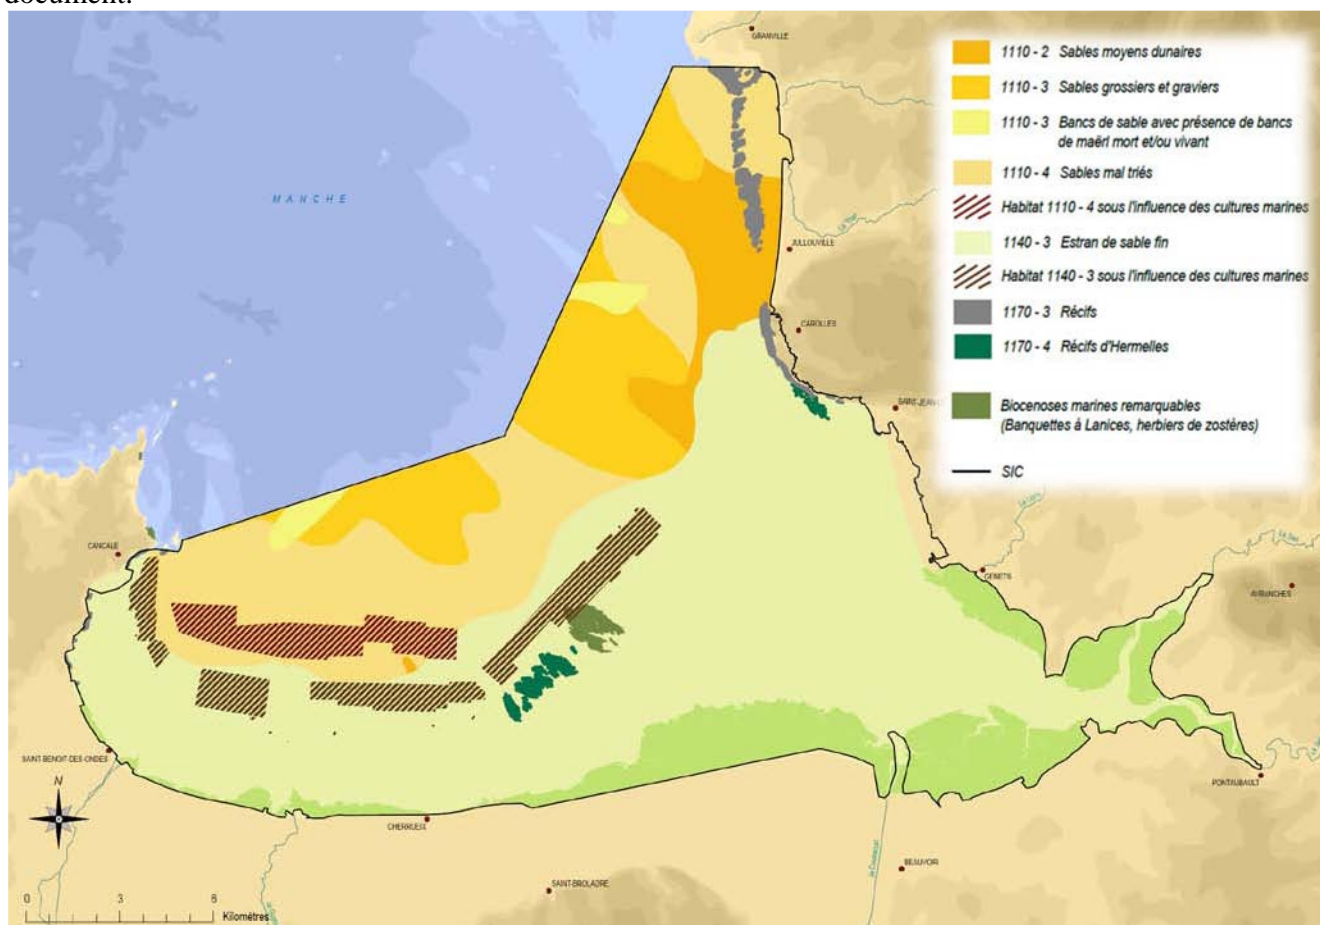 document.
GRANVILLE
1110 - 2 Sables moyens dunaires
1110 - 3 Sables grossiers et graviers
1110 - 3 Bancs de sable avec présence de bancs
de maërl mort et/ou vivant
1110 - 4 Sables mal triés
Habitat 1110 - 4 sous l'influence des cultures marines
1140 - 3 Estran de sable fin
Habitat 1140 - 3 sous l'influence des cultures marines
1170 - 3 Récifs
1170 - 4 Récifs d'Hermelles
Biocenoses marines remarquables
(Banquettes à Lanices, herbiers de zostères)
SIC
MANCHE
JULLOUVILLE
CAROLLES
SAINT-JEAN
CANCALE
GENETS
AVRANCHES
SAINT BENOIT-DES-ONDES
PONTAUBAULT
N
CHERRUEIX
BEAUVOIR
SAINT-BROLADRE
0 3 6
Kilomètres